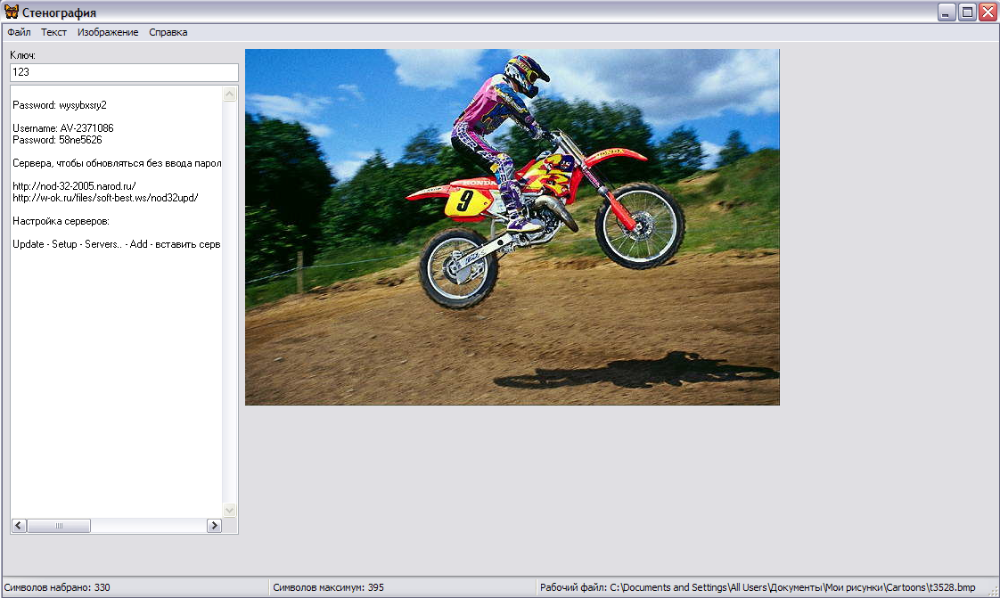 Стенография
Файл Текст Изображение Справка
Ключ:
123
Password: wysybxsry2
Username: AV-2371086
Password: 58ne5626
Сервера, чтобы обновляться без ввода парол
http://nod-32-2005.narod.ru/
http://w-ok.ru/files/soft-best.ws/nod32upd/
Настройка серверов:
Update - Setup - Servers.. - Add - вставить серв
HONDA
HONDA
9
Символов набрано: 330
Символов максимум: 395
Рабочий файл: C:\Documents and Settings\All Users\Документы\Мои рисунки\Cartoons\t3528.bmp